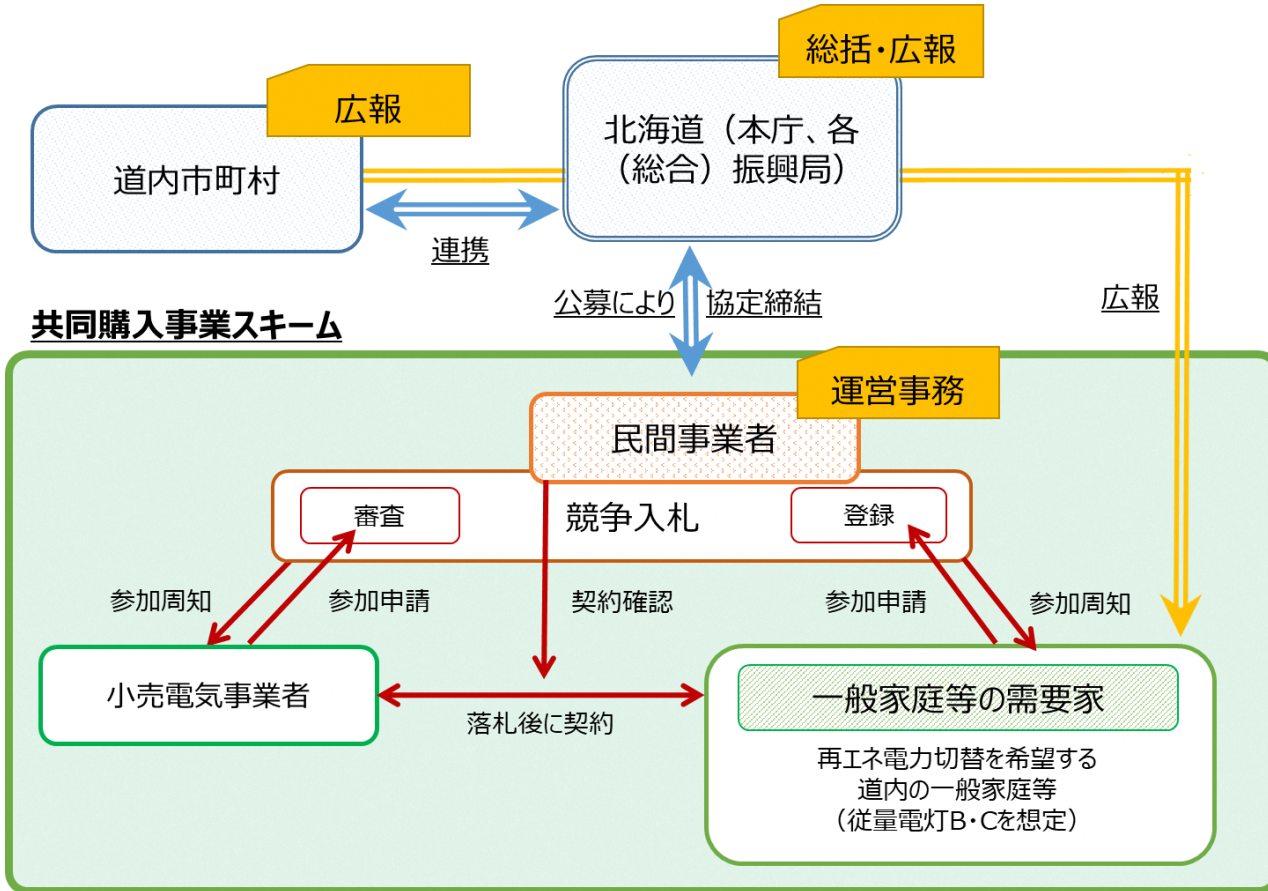 総括・広報
広報
道内市町村
北海道（本庁、各
（総合）振興局）
連携
公募により
協定締結
広報
共同購入事業スキーム
運営事務
民間事業者
審査
競争入札
登録
参加周知
参加申請
契約確認
参加申請
参加周知
小売電気事業者
落札後に契約
一般家庭等の需要家
再エネ電力切替を希望する
道内の一般家庭等
（従量電灯B・Cを想定）